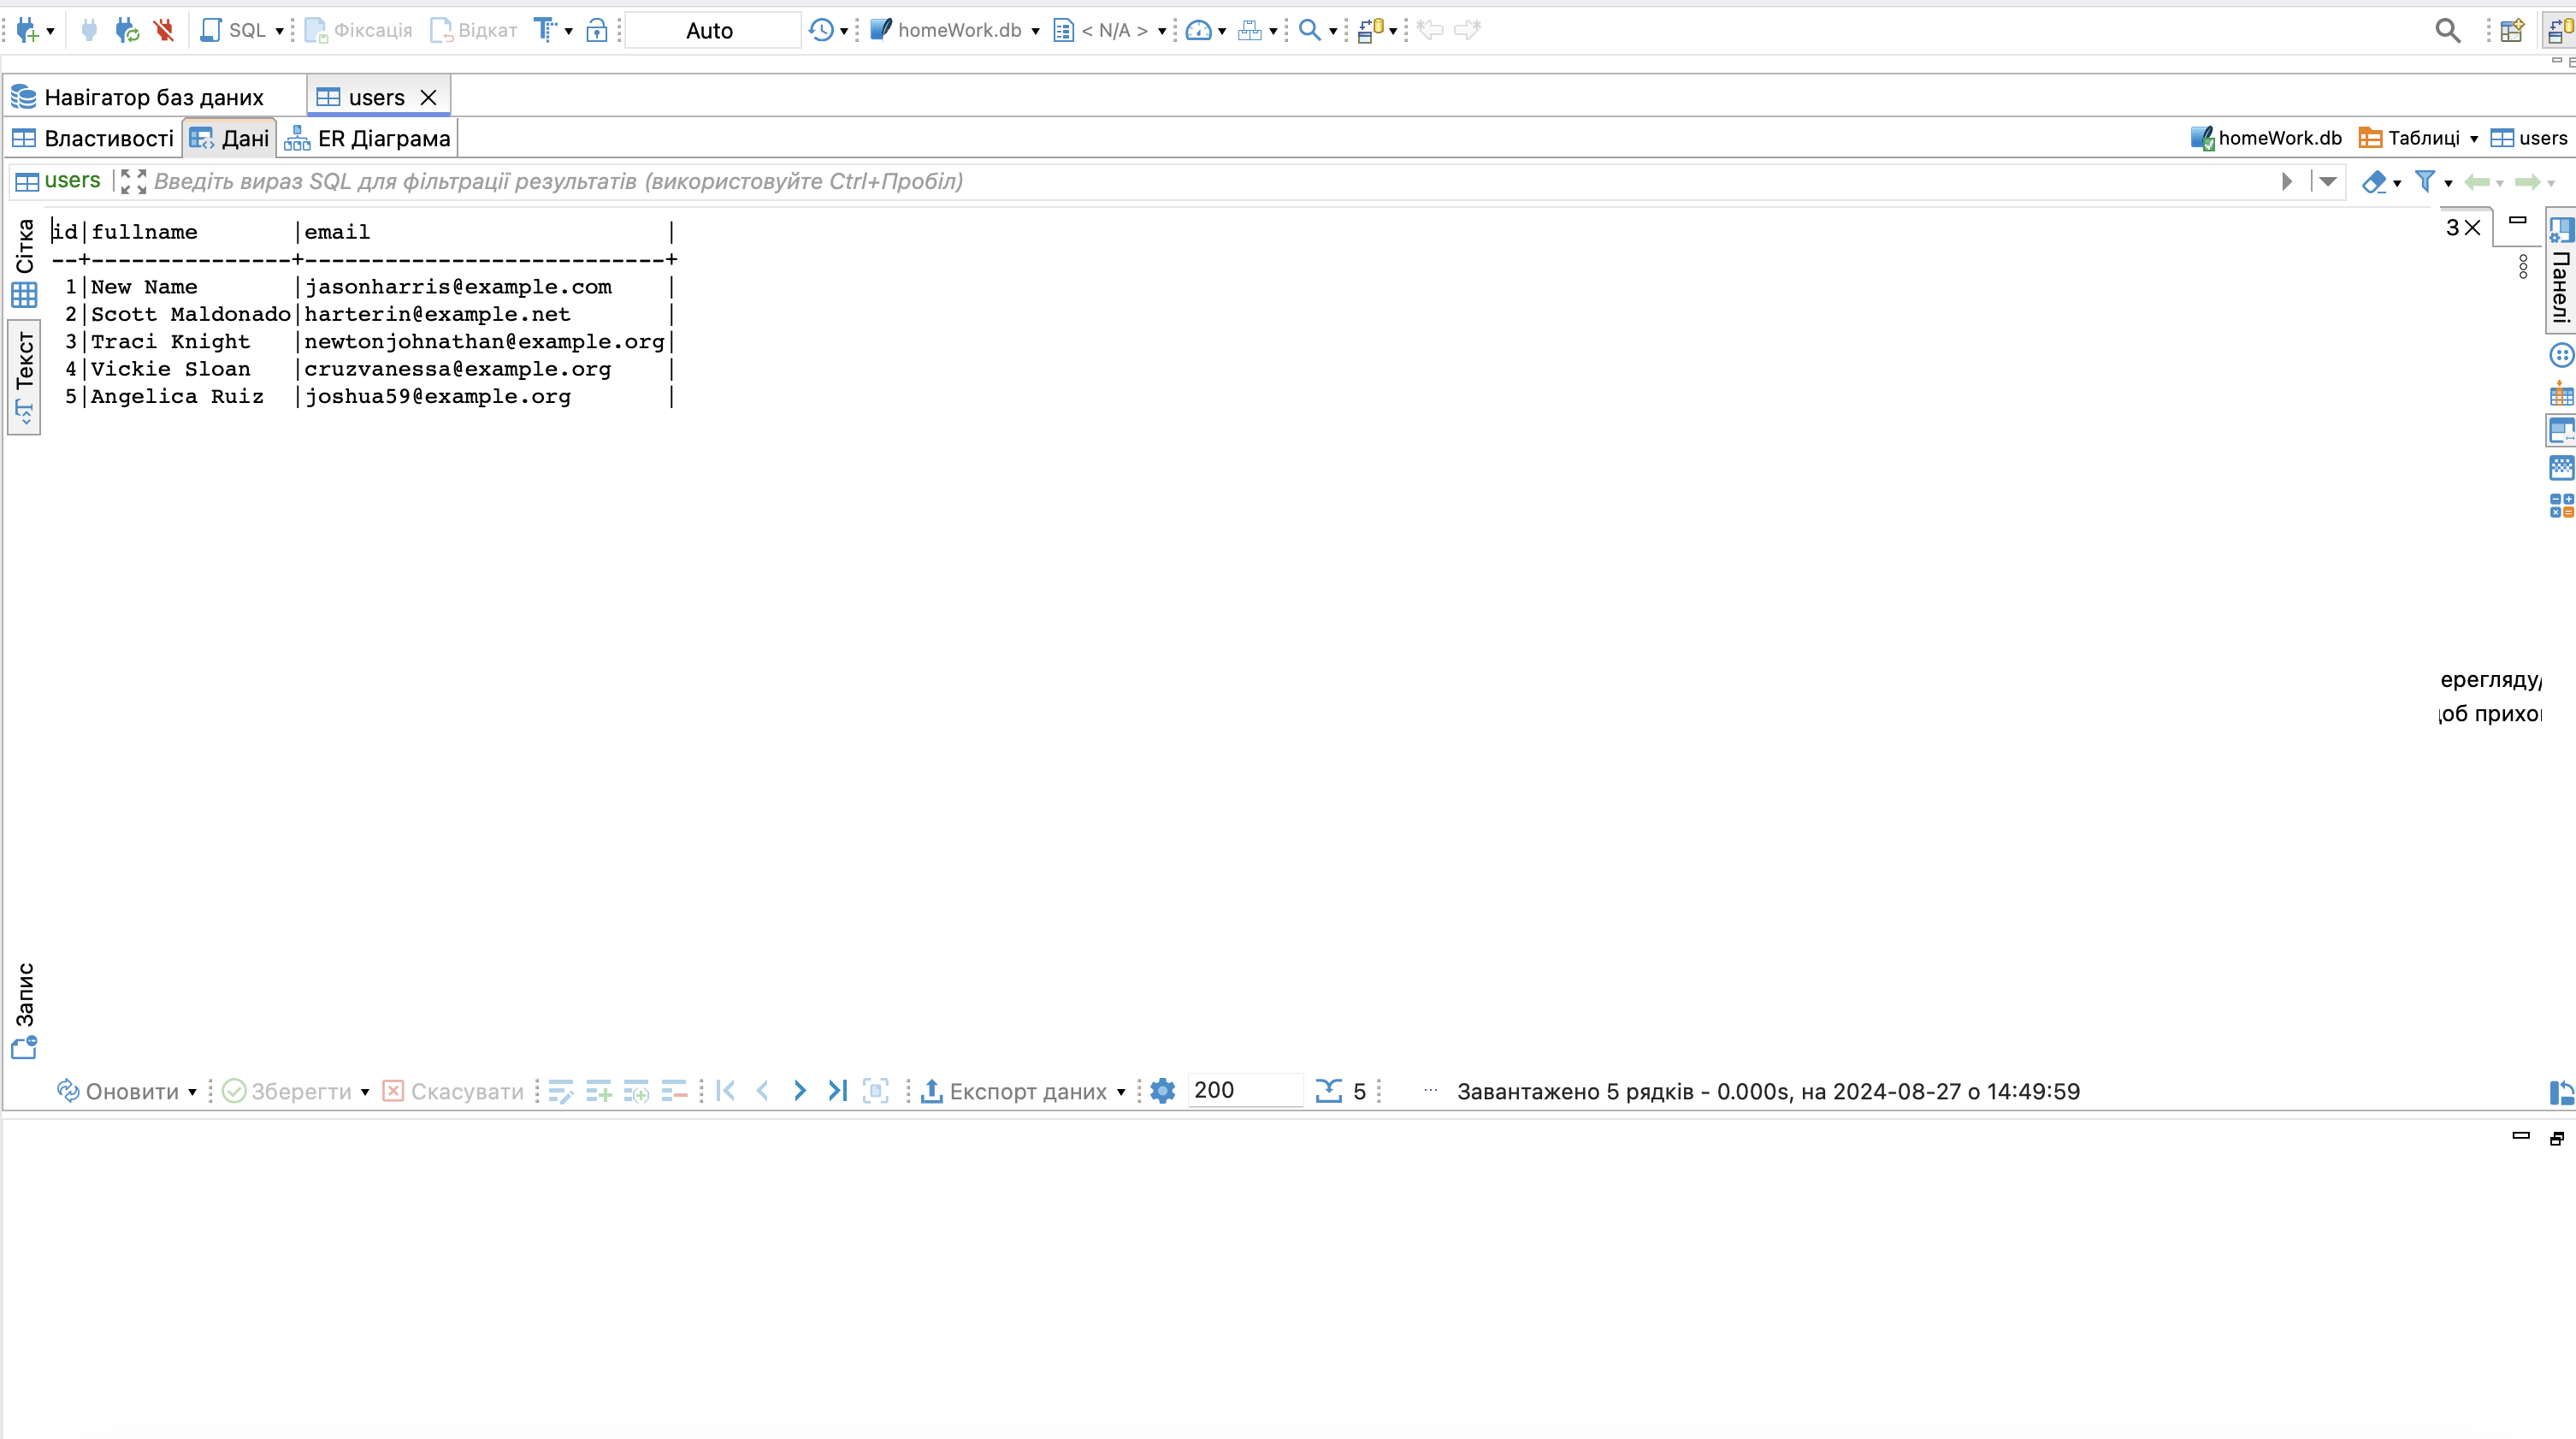 SQL Фіксація Відкат Auto homeWork.db < N/A >
Навігатор баз даних users
Властивості Дані ER Діаграма homeWork.db Таблиці users
users Введіть вираз SQL для фільтрації результатів (використовуйте Ctrl+Пробіл)
Сітка
Текст
Запис
id|fullname |email |
--+---------------+---------------------------+
1|New Name |jasonharris@example.com |
2|Scott Maldonado|harterin@example.net |
3|Traci Knight |newtonjohnathan@example.org|
4|Vickie Sloan |cruzvanessa@example.org |
5|Angelica Ruiz |joshua59@example.org |
3
Панелі
ерегляду/
об прихо
Оновити Зберегти Скасувати Експорт даних 200 5 ... Завантажено 5 рядків - 0.000s, на 2024-08-27 о 14:49:59